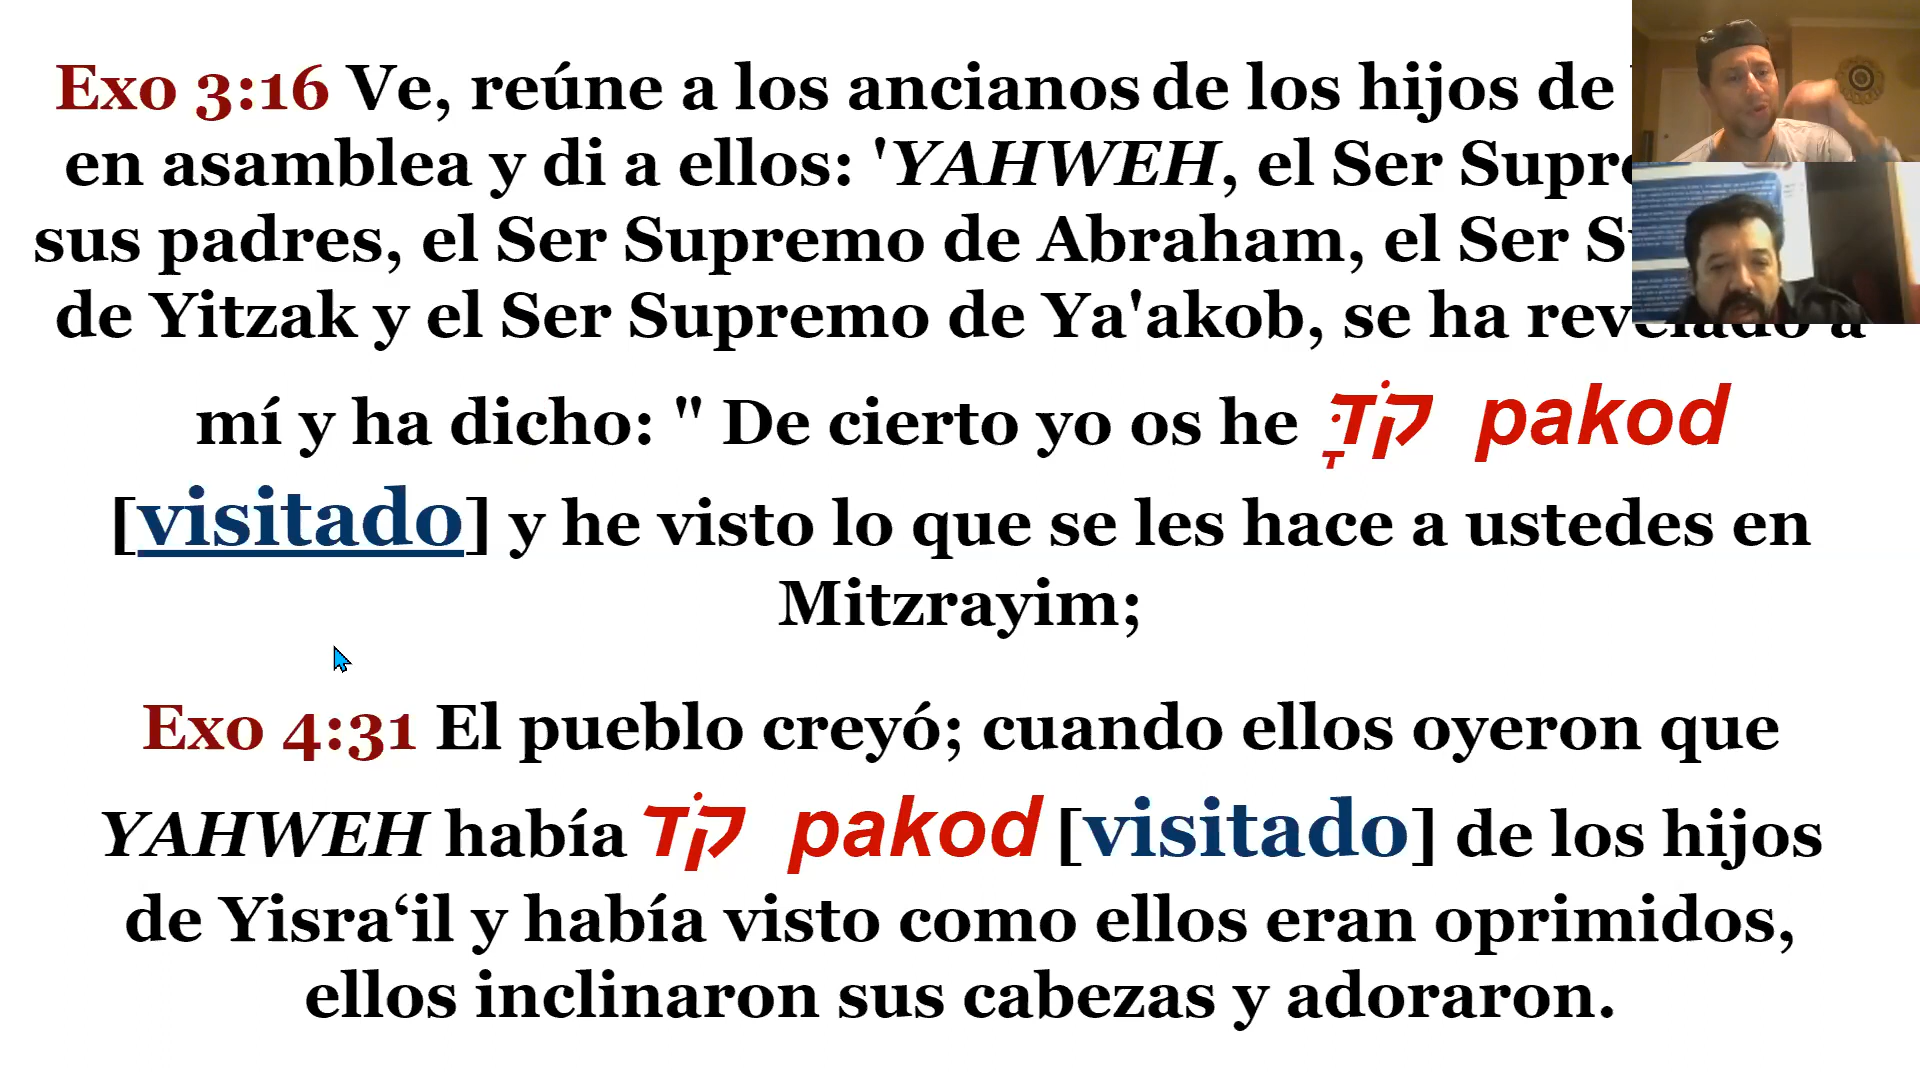 Exo 3:16 Ve, reúne a los ancianos de los hijos de
en asamblea y di a ellos: 'YAHWEH, el Ser
sus padres, el Ser Supremo de Abraham, el Ser
de Yitzak y el Ser Supremo de Ya'akob, se ha revelado a
mí y ha dicho: " De cierto yo os he קֹדּ pakod
[visitado] y he visto lo que se les hace a ustedes en
Mitzrayim;
Exo 4:31 El pueblo creyó; cuando ellos oyeron que
YAHWEH había קֹד pakod [visitado] de los hijos
de Yisra‘il y había visto como ellos eran oprimidos,
ellos inclinaron sus cabezas y adoraron.